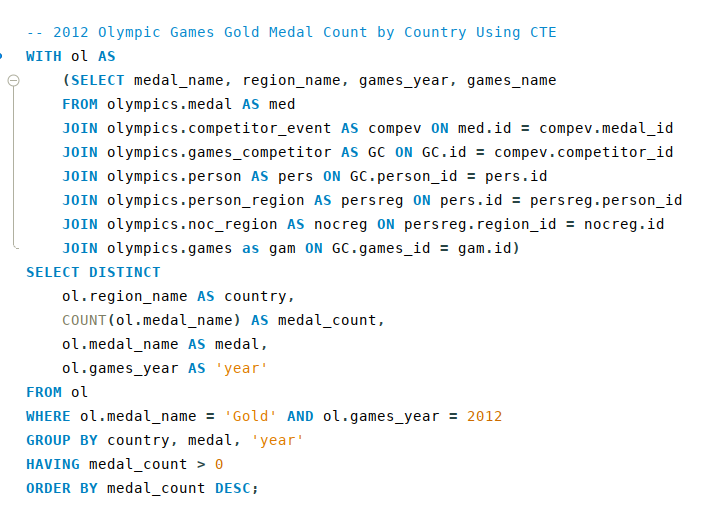 -- 2012 Olympic Games Gold Medal Count by Country Using CTE
WITH ol AS
(SELECT medal_name, region_name, games_year, games_name
FROM olympics.medal AS med
JOIN olympics.competitor_event AS compev ON med.id = compev.medal_id
JOIN olympics.games_competitor AS GC ON GC.id = compev.competitor_id
JOIN olympics.person AS pers ON GC.person_id = pers.id
JOIN olympics.person_region AS persreg ON pers.id = persreg.person_id
JOIN olympics.noc_region AS nocreg ON persreg.region_id = nocreg.id
JOIN olympics.games as gam ON GC.games_id = gam.id)
SELECT DISTINCT
ol.region_name AS country,
COUNT(ol.medal_name) AS medal_count,
ol.medal_name AS medal,
ol.games_year AS 'year'
FROM ol
WHERE ol.medal_name = 'Gold' AND ol.games_year = 2012
GROUP BY country, medal, 'year'
HAVING medal_count > 0
ORDER BY medal_count DESC;